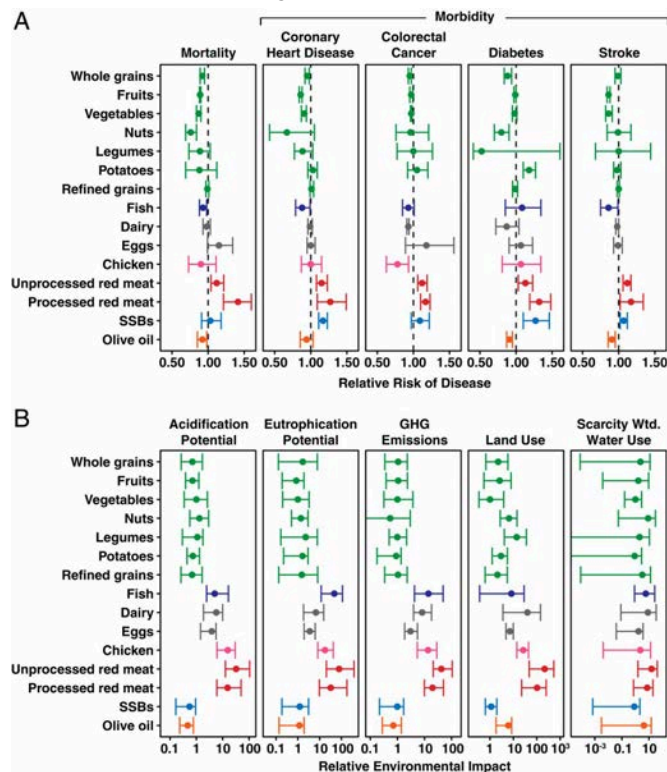 Morbidity
A
Mortality
Coronary
Heart Disease
Colorectal
Cancer
Diabetes
Stroke
Whole grains
Fruits
Vegetables
Nuts
Legumes
Potatoes
Refined grains
Fish
Dairy
Eggs
Chicken
Unprocessed red meat
Processed red meat
SSBs
Olive oil
0.50 1.00 1.50 0.50 1.00 1.50 0.50 1.00 1.50 0.50 1.00 1.50 0.50 1.00 1.50
Relative Risk of Disease
B
Acidification
Potential
Eutrophication
Potential
GHG
Emissions
Land Use
Scarcity Wtd.
Water Use
Whole grains
Fruits
Vegetables
Nuts
Legumes
Potatoes
Refined grains
Fish
Dairy
Eggs
Chicken
Unprocessed red meat
Processed red meat
SSBs
Olive oil
0.1 1 10 100 0.1 1 10 100 0.1 1 10 100 1 10 100 10³ 10⁻³ 0.1 10
Relative Environmental Impact